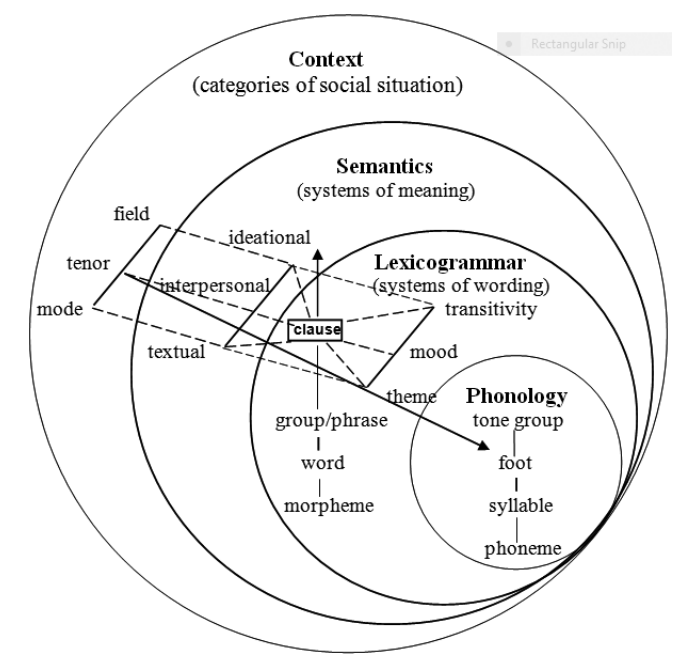 Rectangular Snip
Context
(categories of social situation)
Semantics
(systems of meaning)
field
ideational
tenor
Lexicogrammar
interpersonal
(systems of wording)
mode
transitivity
clause
textual
mood
theme
Phonology
group/phrase
tone group
word
foot
morpheme
syllable
phoneme